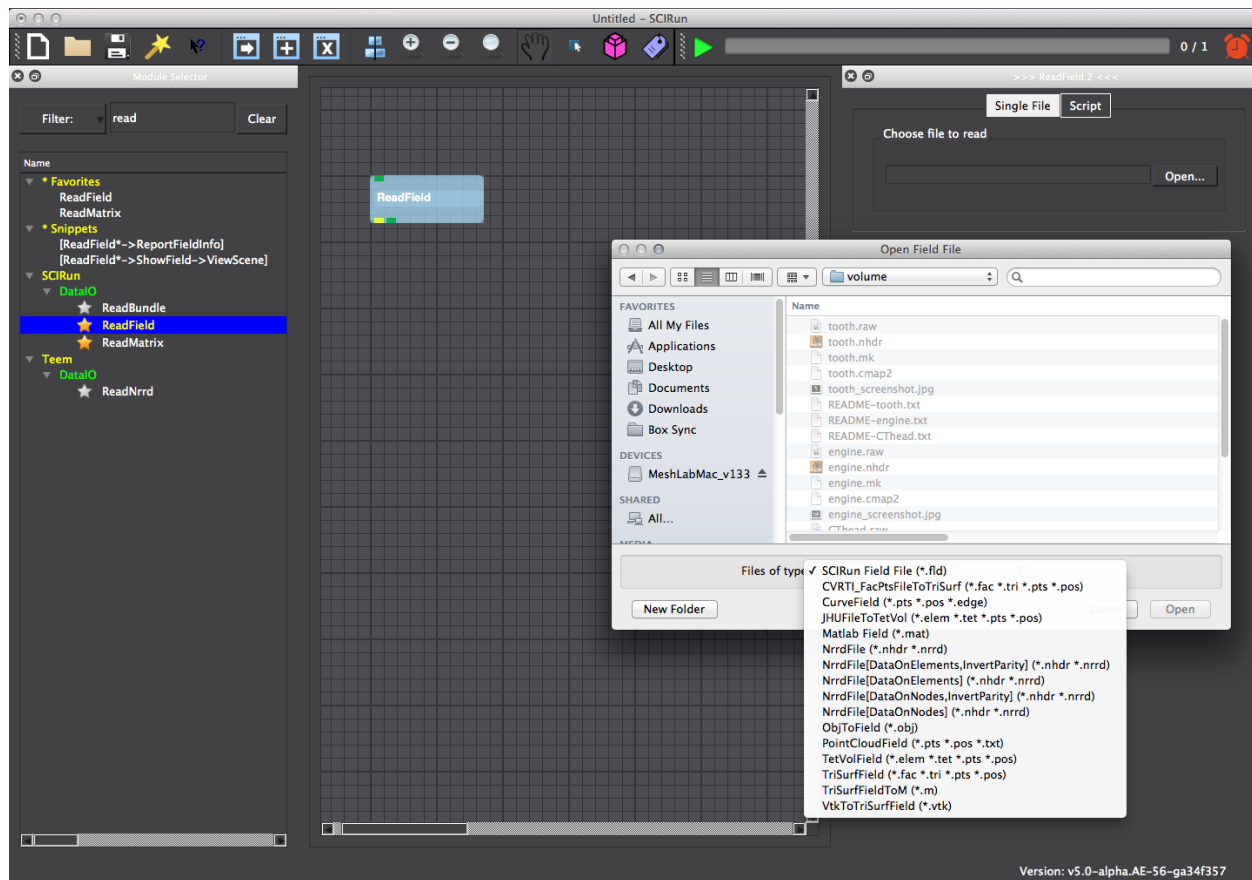 Untitled – SCIRun
0 / 1
Module Selector
Filter:
read
Clear
Name
* Favorites
ReadField
ReadMatrix
* Snippets
[ReadField*->ReportFieldInfo]
[ReadField*->ShowField->ViewScene]
SCIRun
DataIO
ReadBundle
ReadField
ReadMatrix
Teem
DataIO
ReadNrrd
ReadField
>>> ReadField:2 <<<
Single File
Script
Choose file to read
Open...
Open Field File
volume
FAVORITES
All My Files
Applications
Desktop
Documents
Downloads
Box Sync
DEVICES
MeshLabMac_v133
SHARED
All...
MEDIA
Name
tooth.raw
tooth.nhdr
tooth.mk
tooth.cmap2
tooth_screenshot.jpg
README-tooth.txt
README-engine.txt
README-CThead.txt
engine.raw
engine.nhdr
engine.mk
engine.cmap2
engine_screenshot.jpg
CThead.raw
Files of type
✓ SCIRun Field File (*.fld)
CVRTI_FacPtsFileToTriSurf (*.fac *.tri *.pts *.pos)
CurveField (*.pts *.pos *.edge)
JHUFileToTetVol (*.elem *.tet *.pts *.pos)
Matlab Field (*.mat)
NrrdFile (*.nhdr *.nrrd)
NrrdFile[DataOnElements,InvertParity] (*.nhdr *.nrrd)
NrrdFile[DataOnElements] (*.nhdr *.nrrd)
NrrdFile[DataOnNodes,InvertParity] (*.nhdr *.nrrd)
NrrdFile[DataOnNodes] (*.nhdr *.nrrd)
ObjToField (*.obj)
PointCloudField (*.pts *.pos *.txt)
TetVolField (*.elem *.tet *.pts *.pos)
TriSurfField (*.fac *.tri *.pts *.pos)
TriSurfFieldToM (*.m)
VtkToTriSurfField (*.vtk)
New Folder
Open
Version: v5.0-alpha.AE-56-ga34f357